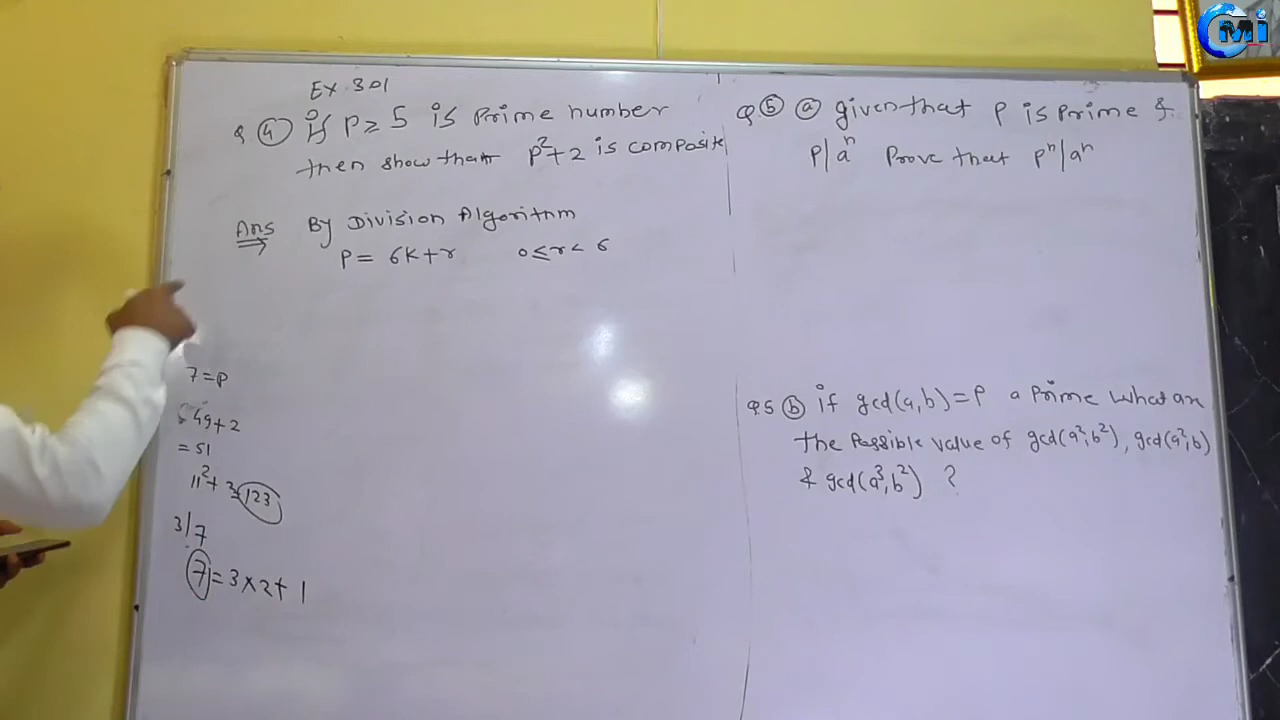 Ex 3.01
Q (4) if P ≥ 5 is prime number
then show that p²+2 is composite
Ans By Division Algorithm
P = 6k+r 0≤r<6
7=P
49+2
= 51
11²+2=123
3/7
7=3×2+1
Q (5) (a) given that P is prime &
P|aⁿ Prove that pⁿ|aⁿ
Q5 (b) if gcd(a,b)=P a Prime what are
the Possible value of gcd(a²,b²), gcd(a²,b)
& gcd(a³,b²) ?
CMi